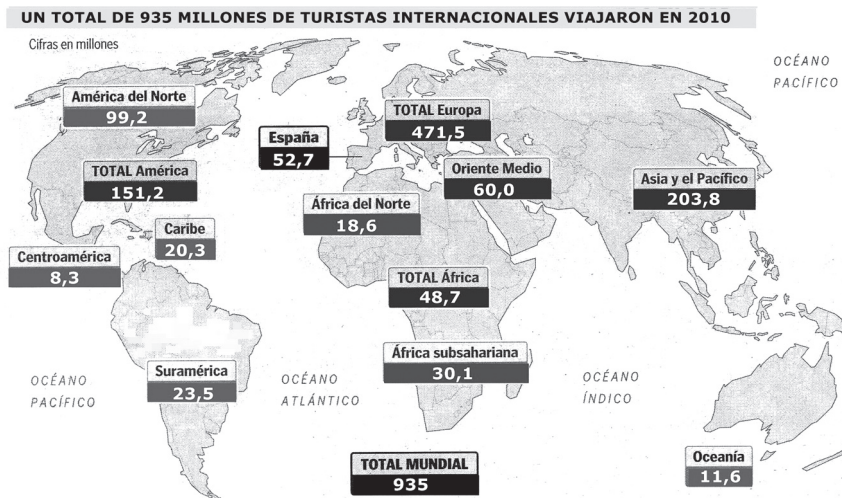 UN TOTAL DE 935 MILLONES DE TURISTAS INTERNACIONALES VIAJARON EN 2010
Cifras en millones
OCÉANO
PACÍFICO
América del Norte
99,2
TOTAL Europa
471,5
España
52,7
TOTAL América
151,2
Oriente Medio
60,0
Asia y el Pacífico
203,8
África del Norte
18,6
Caribe
20,3
Centroamérica
8,3
TOTAL África
48,7
África subsahariana
30,1
Suramérica
23,5
OCÉANO
PACÍFICO
OCÉANO
ATLÁNTICO
OCÉANO
ÍNDICO
TOTAL MUNDIAL
935
Oceanía
11,6